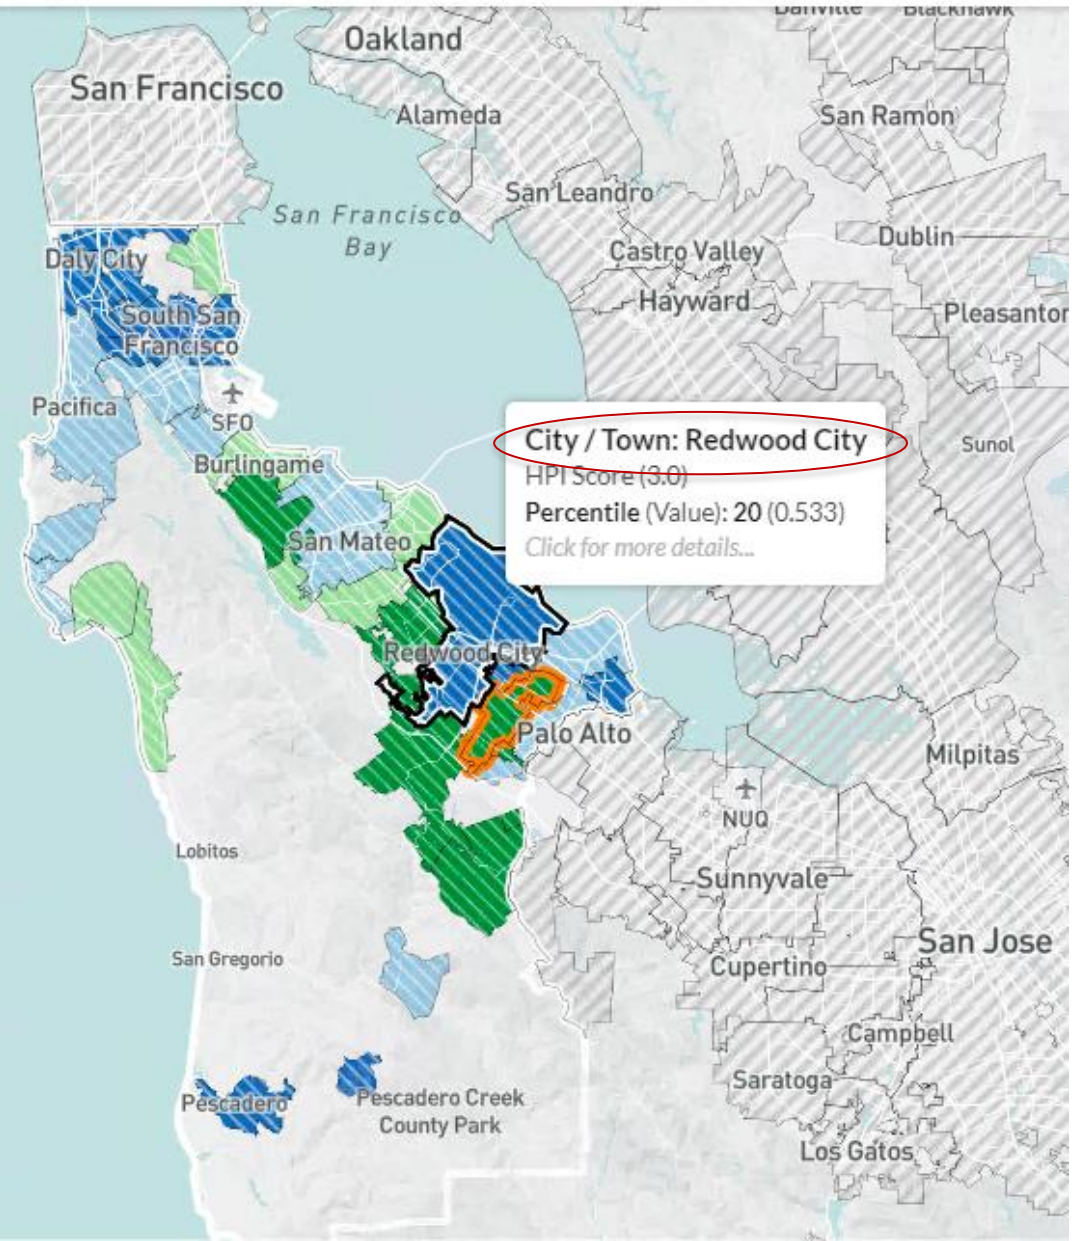 Danville
Blackhawk
Oakland
San Francisco
Alameda
San Ramon
San Leandro
San Francisco
Bay
Castro Valley
Dublin
Daly City
Hayward
South San
Francisco
Pleasanton
Pacifica
SFO
City / Town: Redwood City
HPI Score (3.0)
Percentile (Value): 20 (0.533)
Click for more details...
Sunol
Burlingame
San Mateo
Redwood City
Palo Alto
Milpitas
NUQ
Lobitos
Sunnyvale
San Jose
San Gregorio
Cupertino
Campbell
Saratoga
Pescadero
Pescadero Creek
County Park
Los Gatos